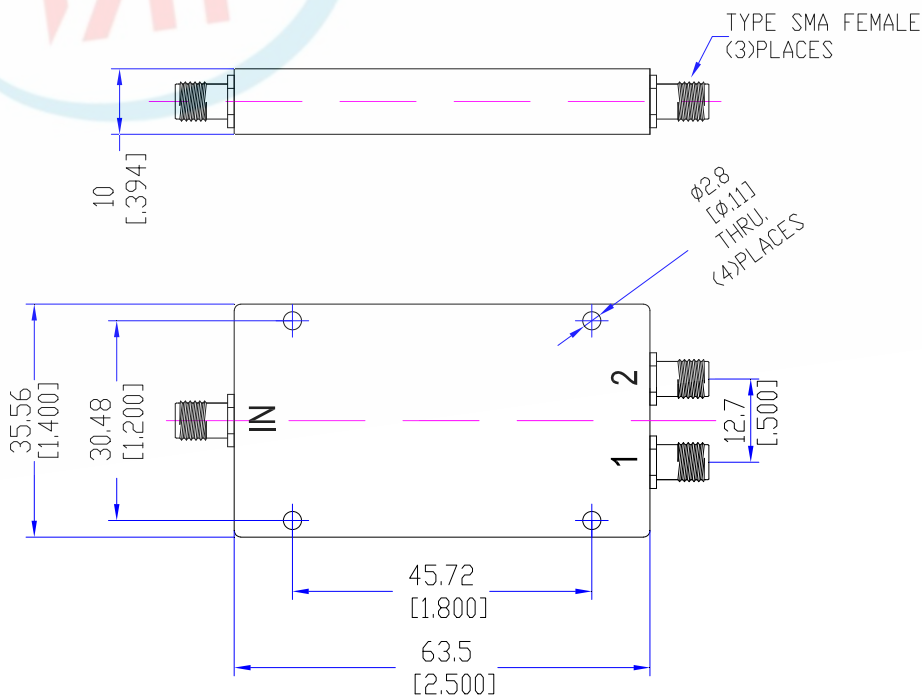 TYPE SMA FEMALE
(3)PLACES
10
[.394]
Ø2.8
[Ø.11]
THRU.
(4)PLACES
35.56
[1.400]
30.48
[1.200]
IN
2
1
12.7
[.500]
45.72
[1.800]
63.5
[2.500]